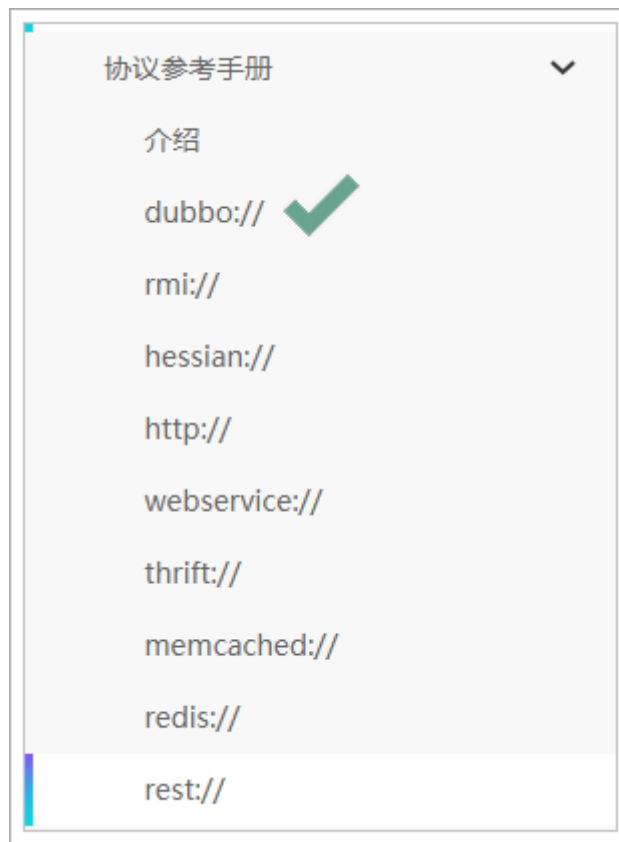 协议参考手册
介绍
dubbo://
rmi://
hessian://
http://
webservice://
thrift://
memcached://
redis://
rest://